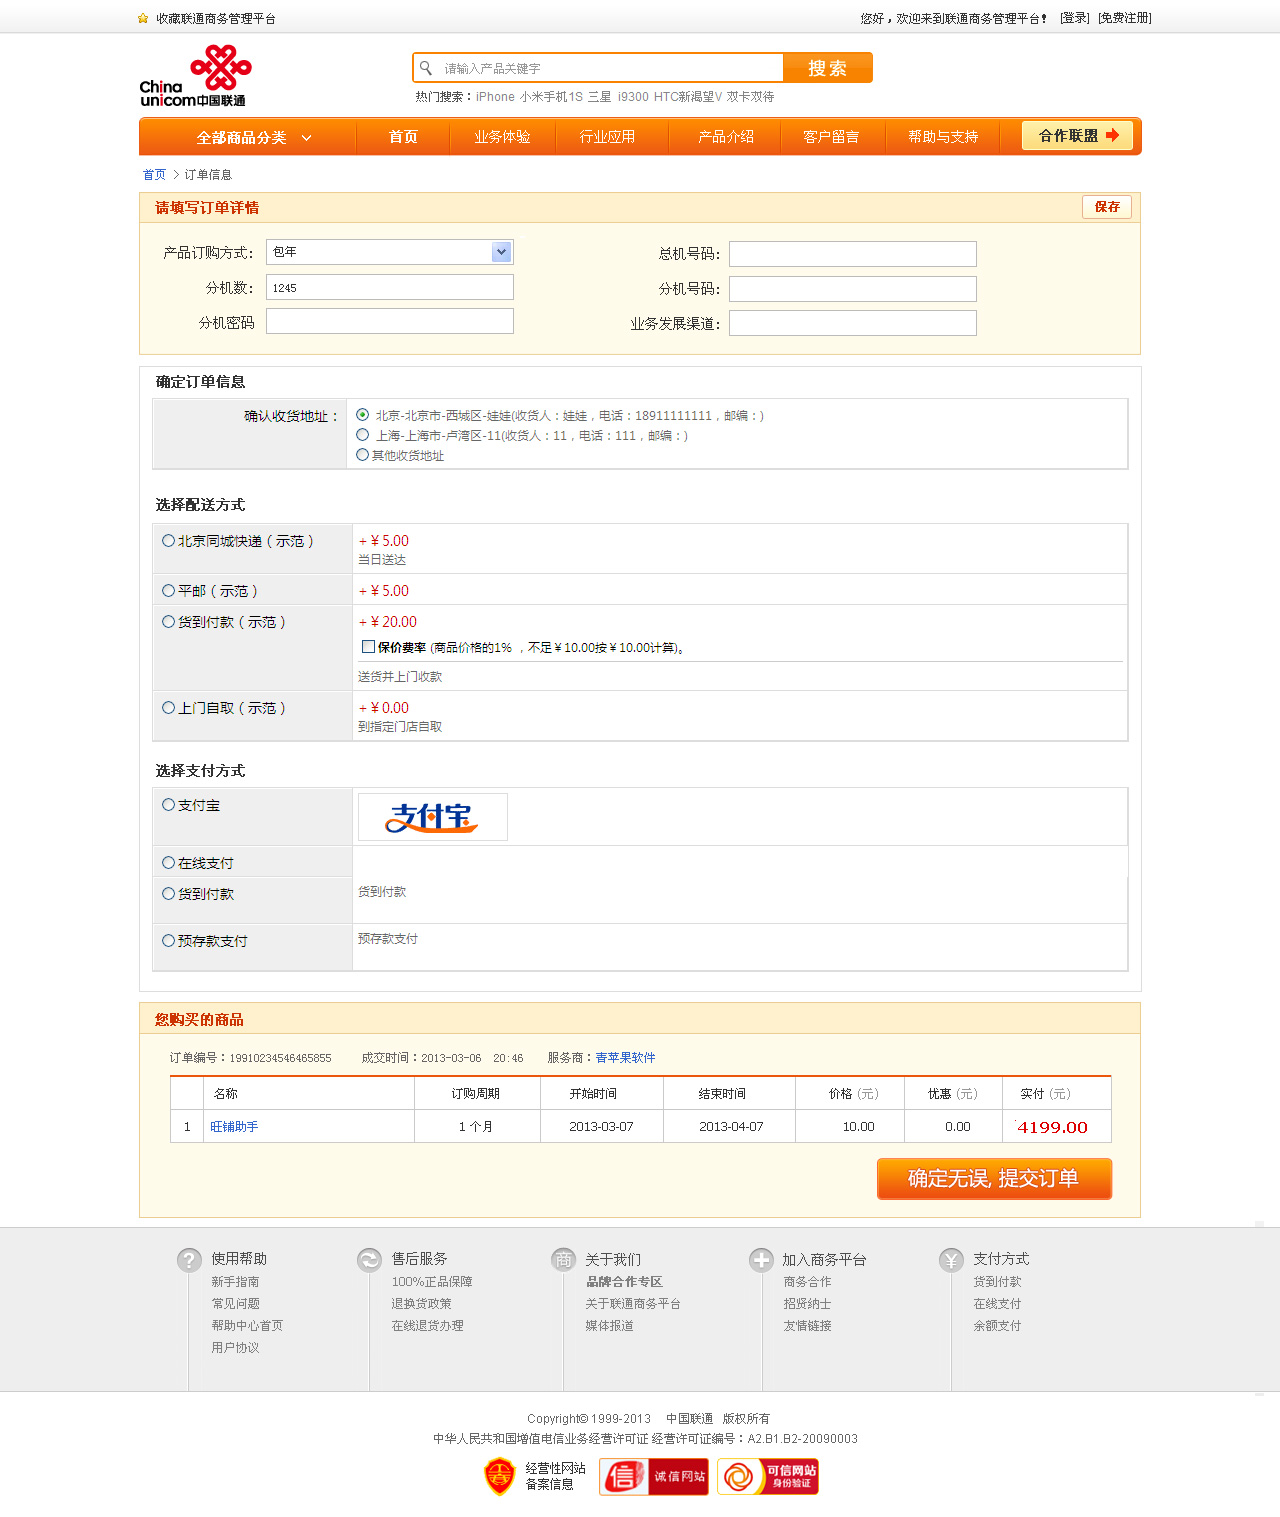 收藏联通商务管理平台
您好，欢迎来到联通商务管理平台！ [登录] [免费注册]
China
unicom中国联通
请输入产品关键字 搜索
热门搜索：iPhone 小米手机1S 三星 i9300 HTC新渴望V 双卡双待
全部商品分类 首页 业务体验 行业应用 产品介绍 客户留言 帮助与支持 合作联盟
首页 > 订单信息
请填写订单详情 保存
产品订购方式: 包年 总机号码:
分机数: 1245 分机号码:
分机密码 业务发展渠道:
确定订单信息
确认收货地址： 北京-北京市-西城区-娃娃(收货人：娃娃，电话：18911111111，邮编：)
上海-上海市-卢湾区-11(收货人：11，电话：111，邮编：)
其他收货地址
选择配送方式
北京同城快递（示范） +￥5.00
当日送达
平邮（示范） +￥5.00
货到付款（示范） +￥20.00
保价费率 (商品价格的1% ，不足￥10.00按￥10.00计算)。
送货并上门收款
上门自取（示范） +￥0.00
到指定门店自取
选择支付方式
支付宝 支付宝
在线支付
货到付款 货到付款
预存款支付 预存款支付
您购买的商品
订单编号：19910234546465855 成交时间：2013-03-06 20:46 服务商：青苹果软件
名称 订购周期 开始时间 结束时间 价格（元） 优惠（元） 实付（元）
1 旺铺助手 1 个月 2013-03-07 2013-04-07 10.00 0.00 4199.00
确定无误, 提交订单
? 使用帮助 售后服务 商 关于我们 加入商务平台 ¥ 支付方式
新手指南 100%正品保障 品牌合作专区 商务合作 货到付款
常见问题 退换货政策 关于联通商务平台 招贤纳士 在线支付
帮助中心首页 在线退货办理 媒体报道 友情链接 余额支付
用户协议
Copyright© 1999-2013 中国联通 版权所有
中华人民共和国增值电信业务经营许可证 经营许可证编号：A2.B1.B2-20090003
经营性网站 信 诚信网站 可信网站
备案信息 身份验证